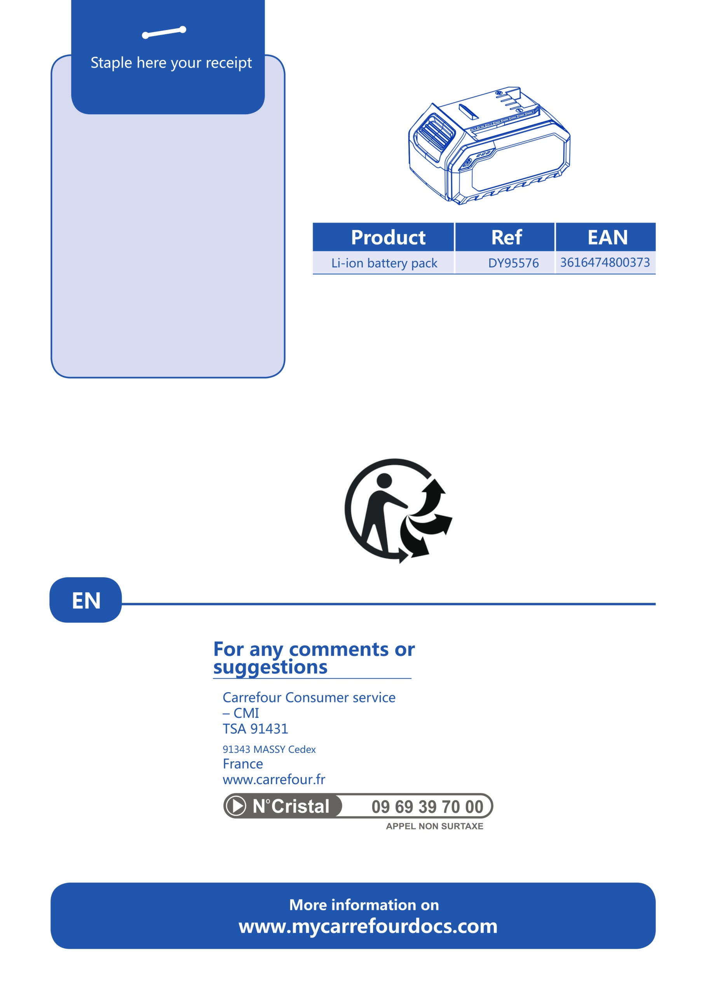 Staple here your receipt
Product Ref EAN
Li-ion battery pack DY95576 3616474800373
EN
For any comments or
suggestions
Carrefour Consumer service
– CMI
TSA 91431
91343 MASSY Cedex
France
www.carrefour.fr
N°Cristal 09 69 39 70 00
APPEL NON SURTAXE
More information on
www.mycarrefourdocs.com